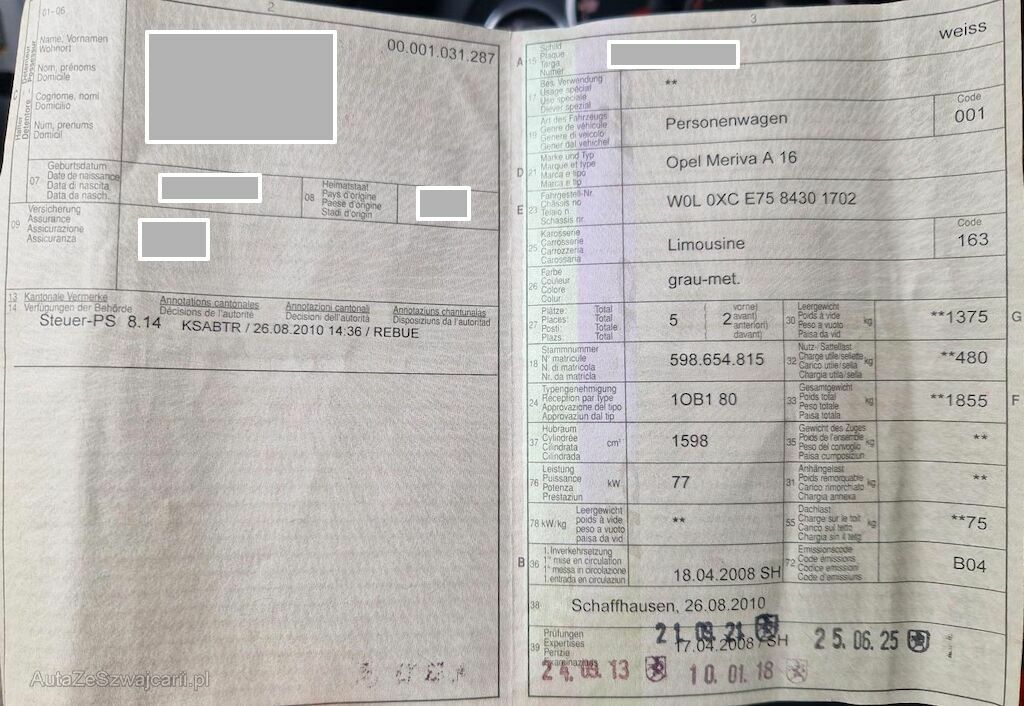 01-06
2
00.001.031.287
Name, Vornamen
Wohnort
Nom, prénoms
Domicile
Cognome, nomi
Domicilio
Num, prenums
Domicil
07
Geburtsdatum
Date de naissance
Data di nascita
Data da nasch.
08
Heimatstaat
Pays d'origine
Paese d'origine
Stadi d'origin
09
Versicherung
Assurance
Assicurazione
Assicuranza
13 Kantonale Vermerke Annotations cantonales Annotazioni cantonali Annotaziuns chantunalas
14 Verfügungen der Behörde Décisions de l'autorité Decisioni dell'autorità Disposiziuns da l'autoritad
Steuer-PS 8.14 KSABTR / 26.08.2010 14:36 / REBUE
AutaZeSzwajcarii.pl
3
weiss
A 15
Schild
Plaque
Targa
Numer
17
Bes. Verwendung
Usage spécial
Uso speciale
Diever spezial
**
19
Art des Fahrzeugs
Genre de véhicule
Genere di veicolo
Gener dal vehichel
Personenwagen
Code
001
D 21
Marke und Typ
Marque et type
Marca e tipo
Marca e tip
Opel Meriva A 16
E 23
Fahrgestell-Nr.
Châssis no
Telaio n.
Schassis nr.
W0L 0XC E75 8430 1702
25
Karosserie
Carrosserie
Carrozzeria
Carossaria
Limousine
Code
163
26
Farbe
Couleur
Colore
Colur
grau-met.
27
Plätze: Total
Places: Total
Posti: Totale
Plazs: Total
5
2
vorne)
avant)
anteriori)
davant)
30
Leergewicht
Poids à vide
Peso a vuoto
Paisa da vid
kg
**1375
G
18
Stammnummer
N° matricule
N. di matricola
Nr. da matricla
598.654.815
32
Nutz- Sattellast
Charge utile/sellette
Carico utile/sella
Chargia utila/sella
kg
**480
24
Typengenehmigung
Réception par type
Approvazione del tipo
Approvaziun dal tip
1OB1 80
33
Gesamtgewicht
Poids total
Peso totale
Paisa totala
kg
**1855
F
37
Hubraum
Cylindrée
Cilindrata
Cilindrada
cm³
1598
35
Gewicht des Zuges
Poids de l'ensemble
Peso del convoglio
Paisa cumposiziun
kg
**
76
Leistung
Puissance
Potenza
Prestaziun
kW
77
31
Anhängelast
Poids remorquable
Carico rimorchiato
Chargia annexa
kg
**
78 kW/kg
Leergewicht
poids à vide
peso a vuoto
paisa da vid
**
55
Dachlast
Charge sur le toit
Carico sul tetto
Chargia sin il tetg
kg
**75
B 36
1. Inverkehrsetzung
1re mise en circulation
1a messa in circolazione
1. entrada en circulaziun
18.04.2008 SH
72
Emissionscode
Code émissions
Codice emissioni
Code d'emissiuns
B04
38
Schaffhausen, 26.08.2010
39
Prüfungen
Expertises
Perizie
Examinaziuns
21.09.21
17.04.2008 / SH
25.06.25
24.09.13
10.01.18